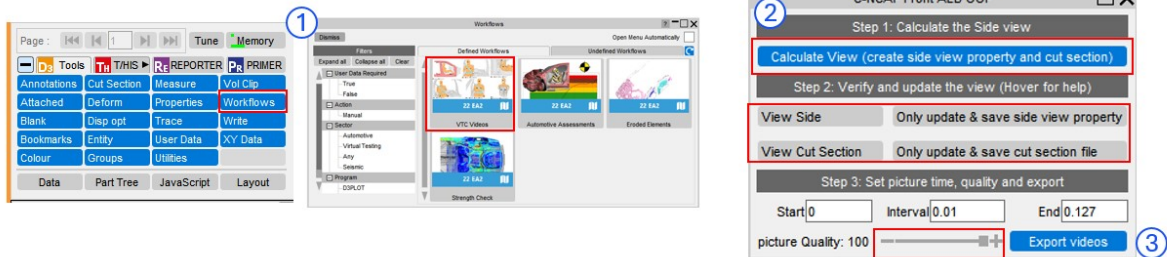 1
Page : 1 Tune Memory
D3 Tools TH T/HIS RE REPORTER PR PRIMER
Annotations Cut Section Measure Vol Clip
Attached Deform Properties Workflows
Blank Disp opt Trace Write
Bookmarks Entity User Data XY Data
Colour Groups Utilities
Data Part Tree JavaScript Layout
Workflows
Dismiss Open Menu Automatically
Filters Defined Workflows Undefined Workflows
Expand all Collapse all Clear
User Data Required
True
False
Action
Manual
Sector
Automotive
Virtual Testing
Any
Seismic
Program
D3PLOT
22 EA2 22 EA2 22 EA2
VTC Videos Automotive Assessments Eroded Elements
22 EA2
Strength Check
2
Step 1: Calculate the Side view
Calculate View (create side view property and cut section)
Step 2: Verify and update the view (Hover for help)
View Side Only update & save side view property
View Cut Section Only update & save cut section file
Step 3: Set picture time, quality and export
Start 0 Interval 0.01 End 0.127
picture Quality: 100 Export videos
3